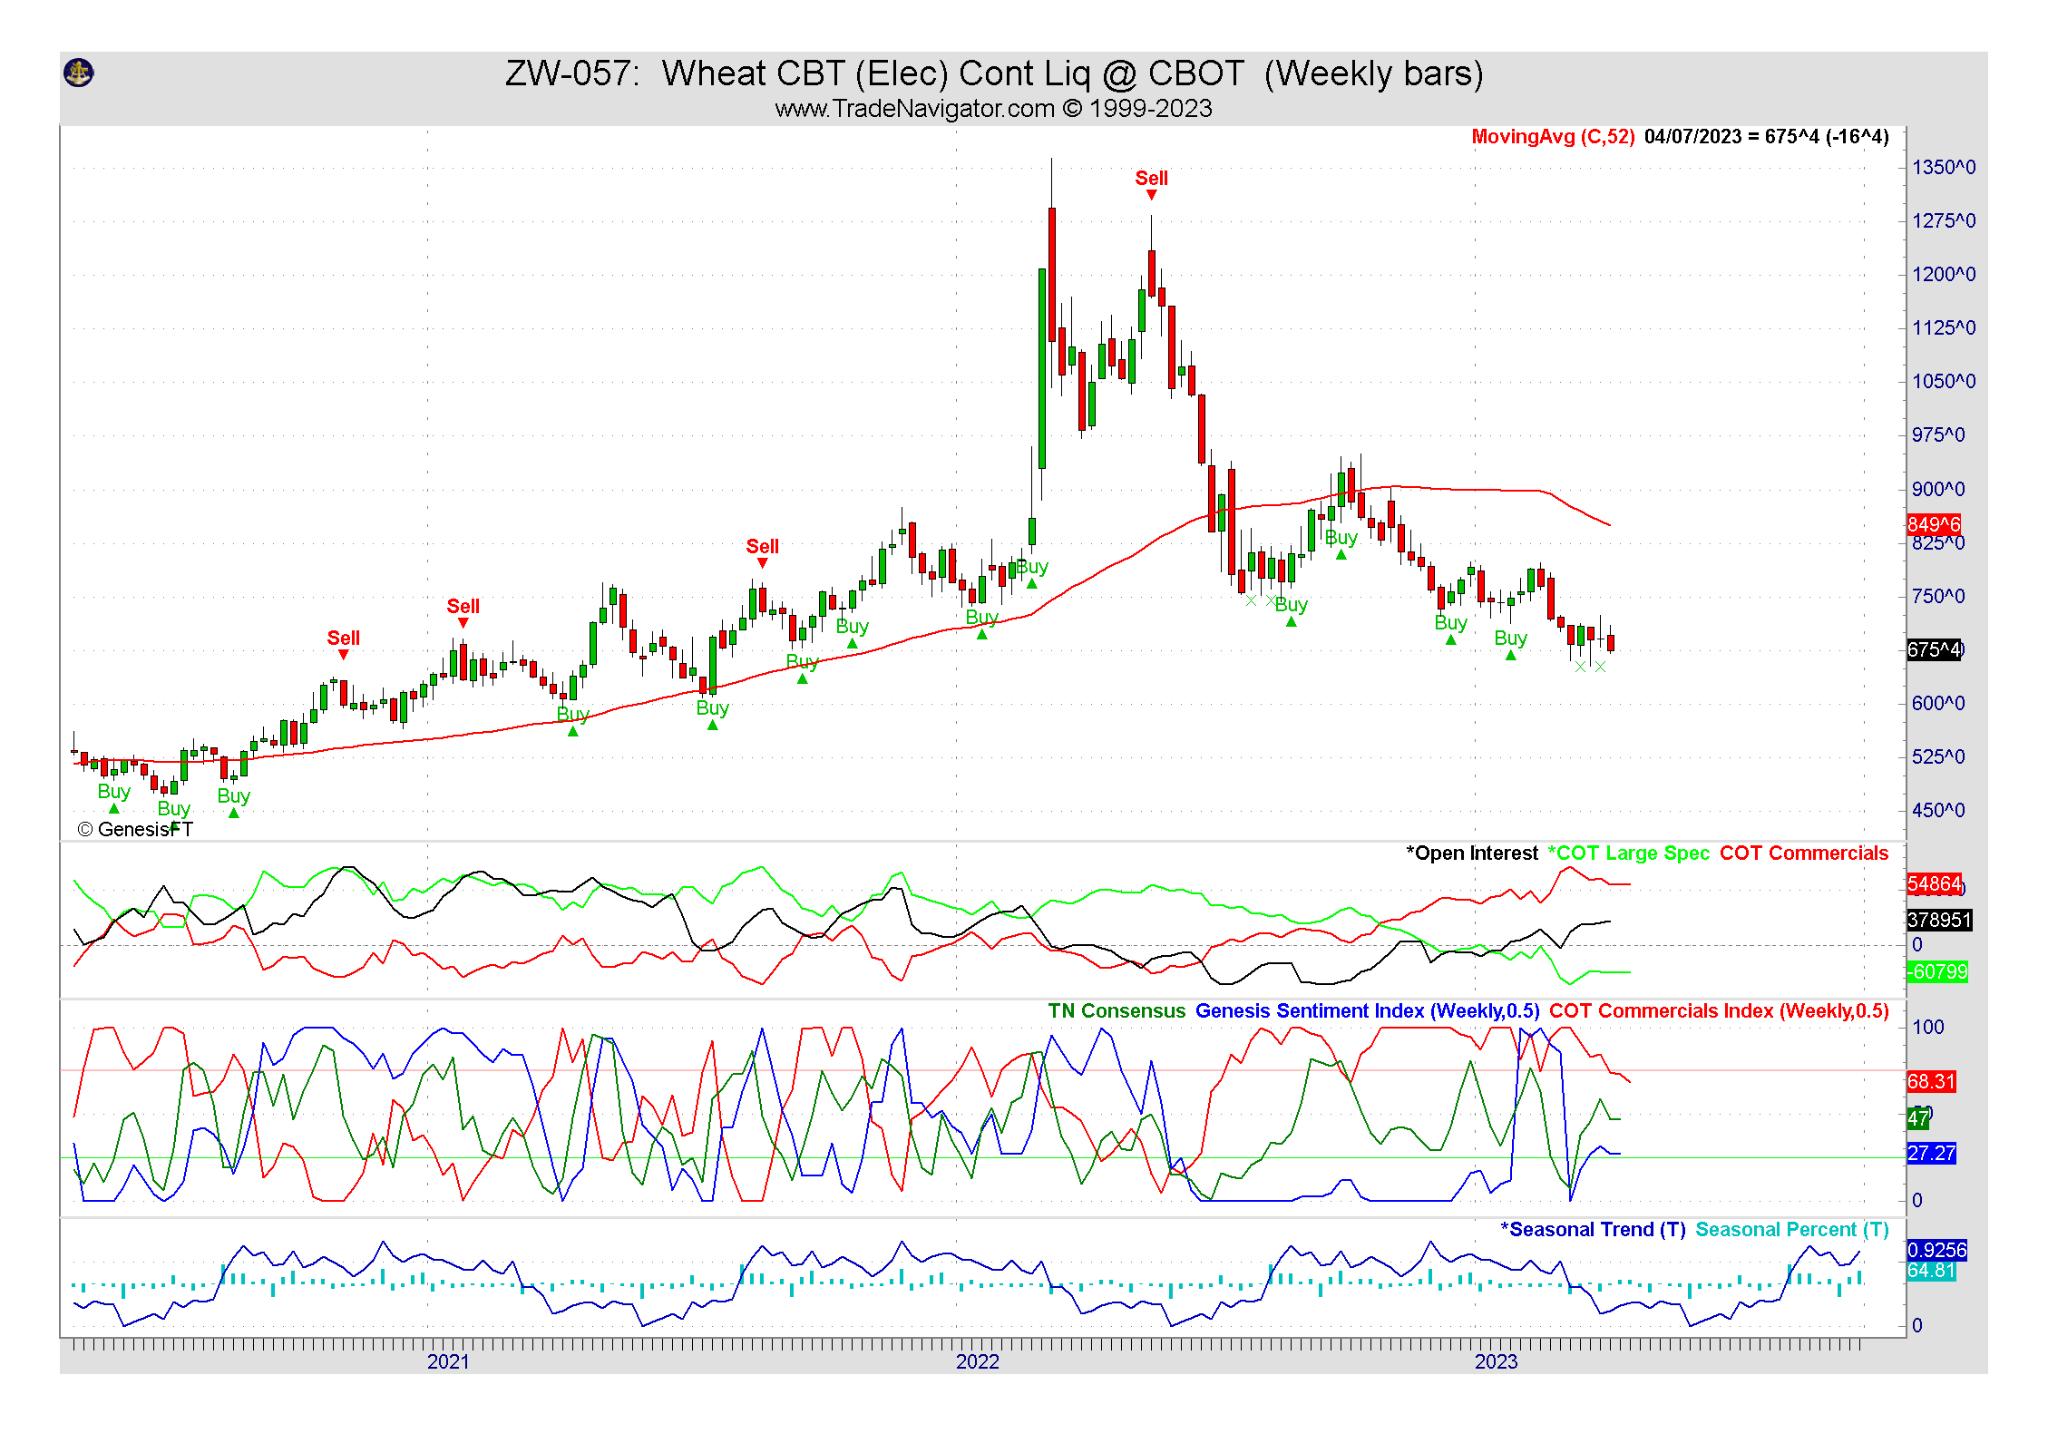 ZW-057: Wheat CBT (Elec) Cont Liq @ CBOT (Weekly bars)
www.TradeNavigator.com © 1999-2023
MovingAvg (C,52) 04/07/2023 = 675^4 (-16^4)
1350^0
1275^0
1200^0
1125^0
1050^0
975^0
900^0
849^6
825^0
750^0
675^4
600^0
525^0
450^0
Sell
Sell
Sell
Sell
Buy
Buy
Buy
Buy
Buy
Buy
Buy
Buy
Buy
Buy
Buy
Buy
Buy
© GenesisFT
*Open Interest *COT Large Spec COT Commercials
54864
378951
0
-60799
TN Consensus Genesis Sentiment Index (Weekly,0.5) COT Commercials Index (Weekly,0.5)
100
68.31
47
27.27
0
*Seasonal Trend (T) Seasonal Percent (T)
0.9256
64.81
0
2021 2022 2023